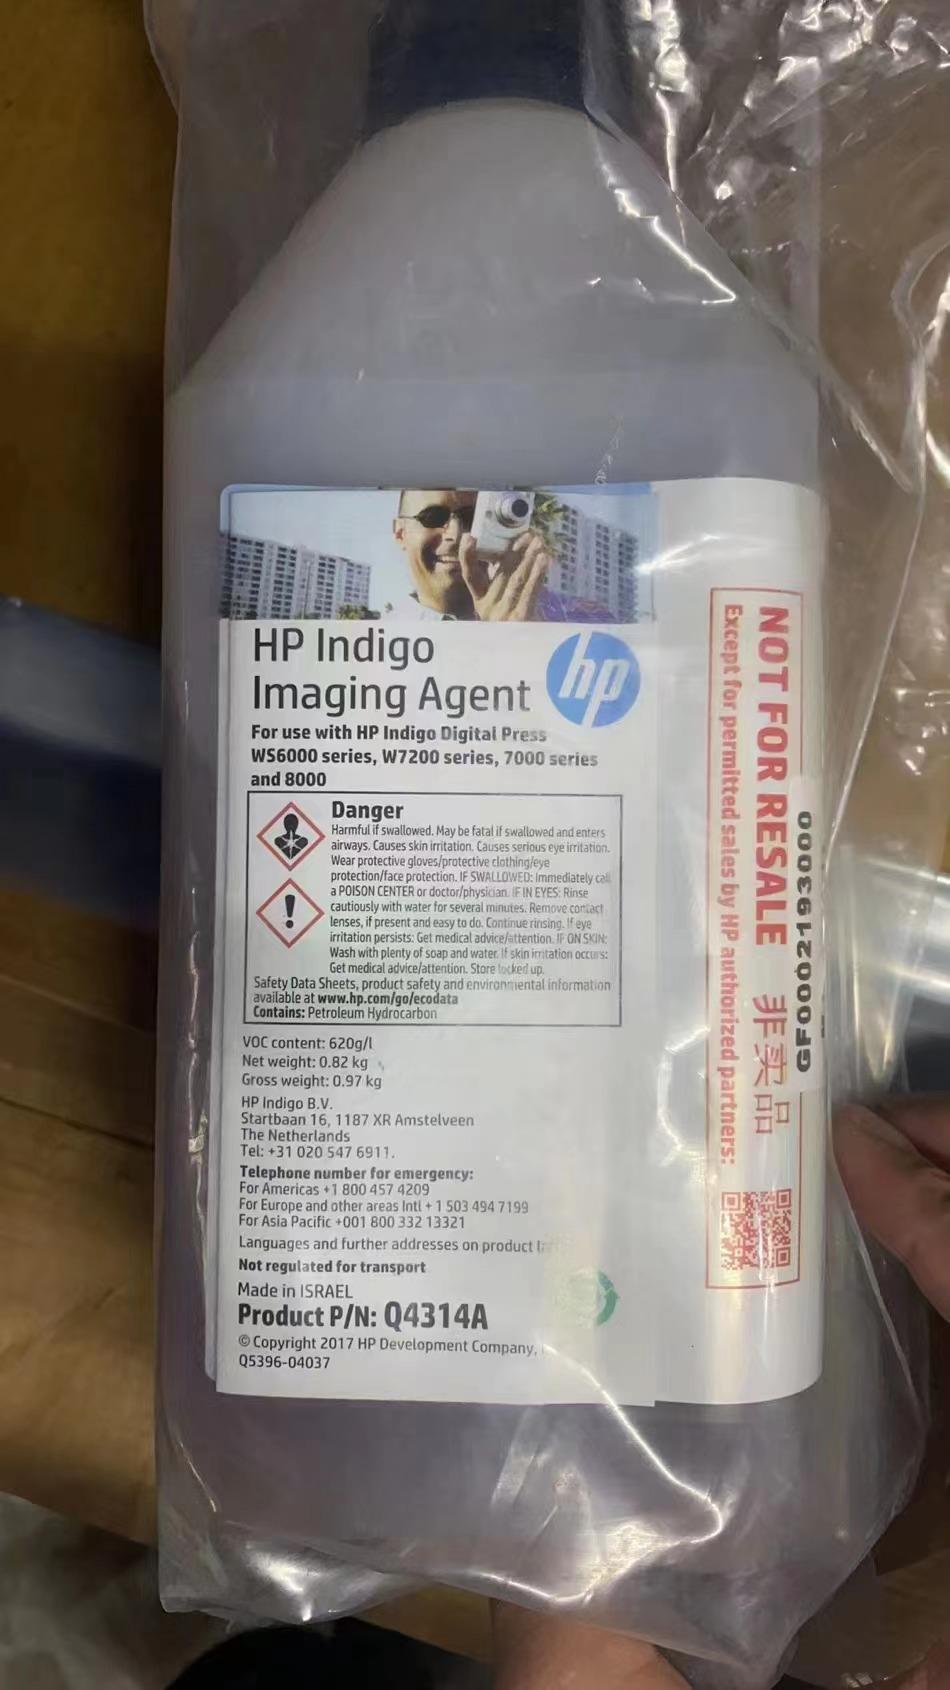 HP Indigo
Imaging Agent
hp
For use with HP Indigo Digital Press
WS6000 series, W7200 series, 7000 series
and 8000
Danger
Harmful if swallowed. May be fatal if swallowed and enters
airways. Causes skin irritation. Causes serious eye irritation.
Wear protective gloves/protective clothing/eye
protection/face protection. IF SWALLOWED: Immediately call
a POISON CENTER or doctor/physician. IF IN EYES: Rinse
cautiously with water for several minutes. Remove contact
lenses, if present and easy to do. Continue rinsing. If eye
irritation persists: Get medical advice/attention. IF ON SKIN:
Wash with plenty of soap and water. If skin irritation occurs:
Get medical advice/attention. Store locked up.
Safety Data Sheets, product safety and environmental information
available at www.hp.com/go/ecodata
Contains: Petroleum Hydrocarbon
VOC content: 620g/l
Net weight: 0.82 kg
Gross weight: 0.97 kg
HP Indigo B.V.
Startbaan 16, 1187 XR Amstelveen
The Netherlands
Tel: +31 020 547 6911.
Telephone number for emergency:
For Americas +1 800 457 4209
For Europe and other areas Intl + 1 503 494 7199
For Asia Pacific +001 800 332 13321
Languages and further addresses on product
Not regulated for transport
Made in ISRAEL
Product P/N: Q4314A
© Copyright 2017 HP Development Company,
Q5396-04037
NOT FOR RESALE 非卖品
Except for permitted sales by HP authorized partners:
GF0002193000